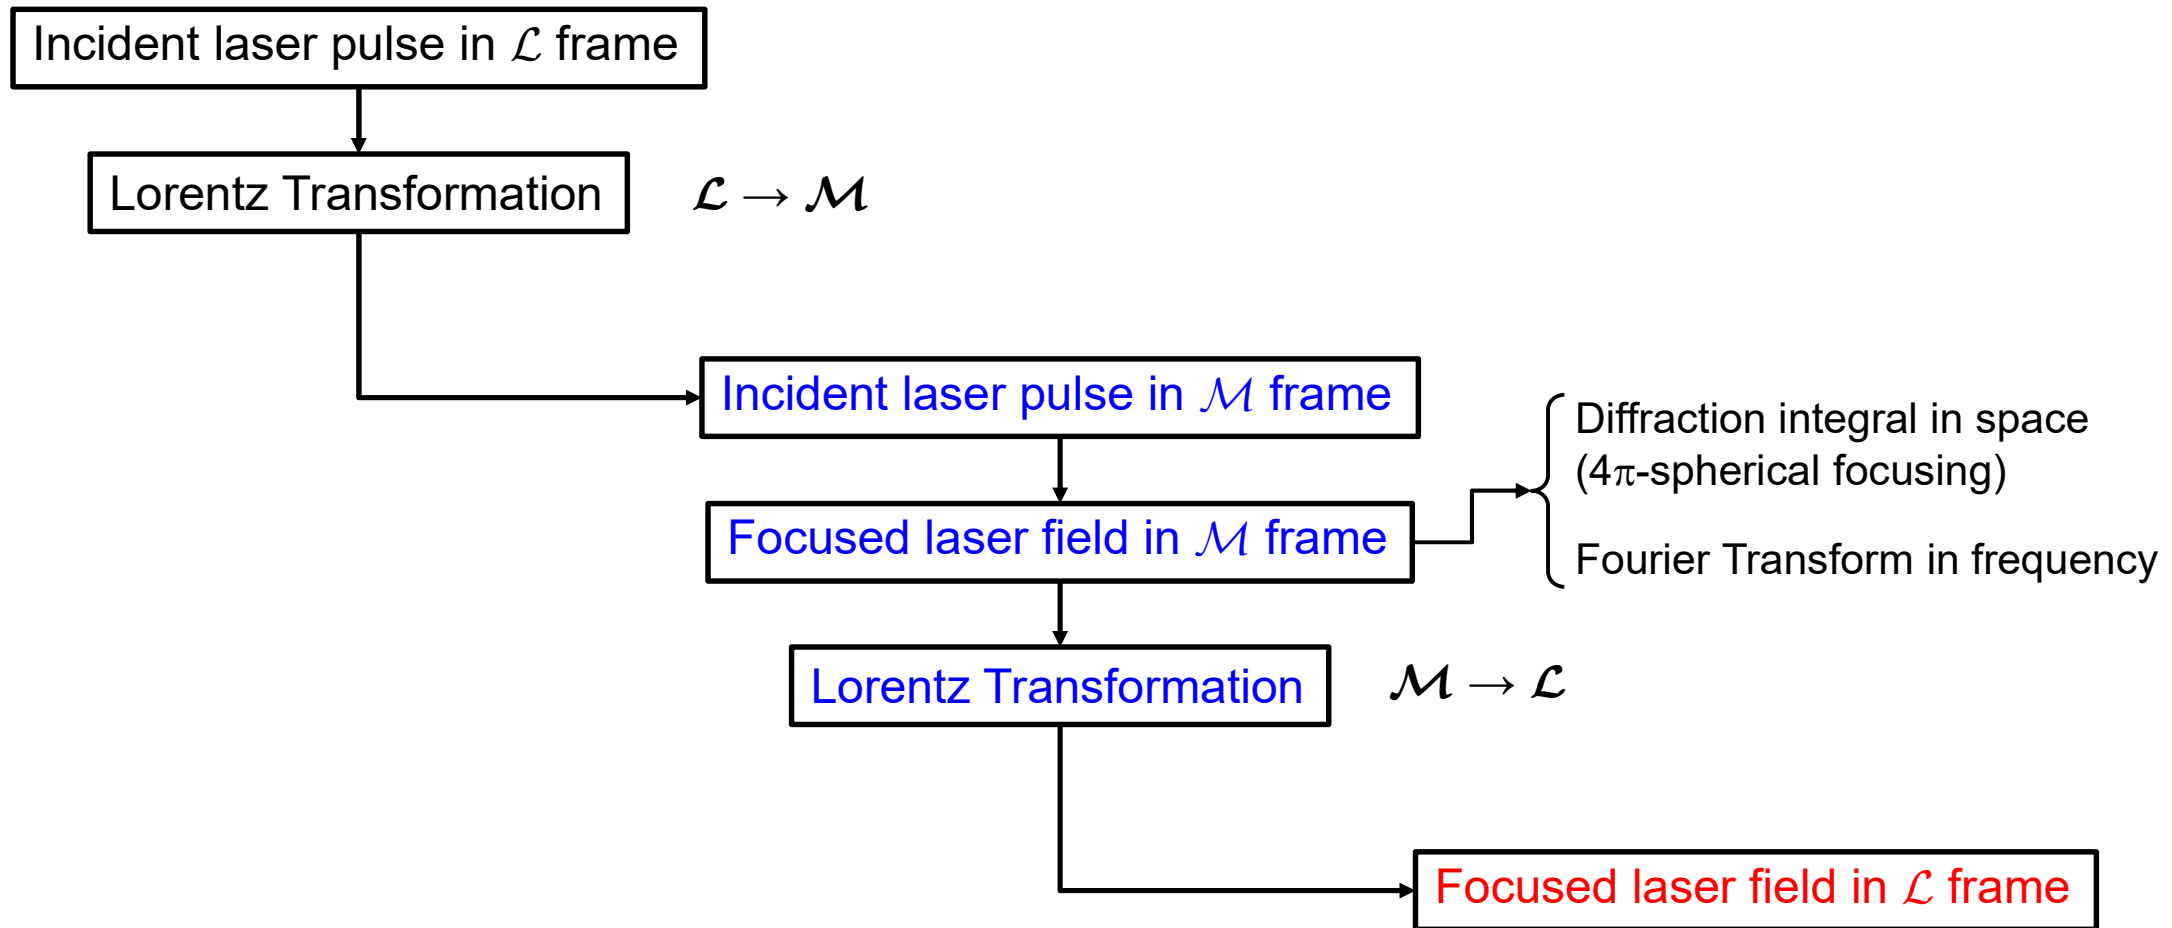 Incident laser pulse in ℒ frame
Lorentz Transformation
ℒ → ℳ
Incident laser pulse in ℳ frame
Diffraction integral in space
(4π-spherical focusing)
Focused laser field in ℳ frame
Fourier Transform in frequency
Lorentz Transformation
ℳ → ℒ
Focused laser field in ℒ frame